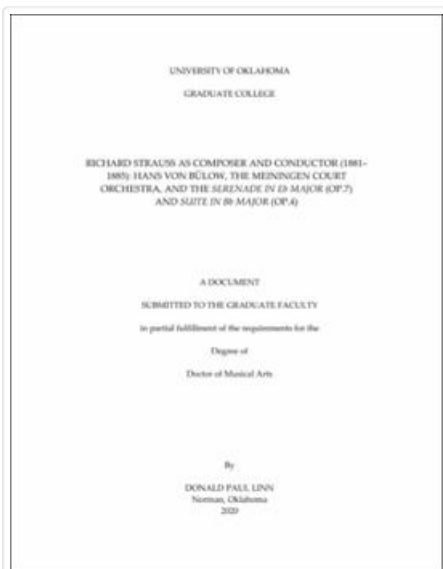 UNIVERSITY OF OKLAHOMA
GRADUATE COLLEGE
RICHARD STRAUSS AS COMPOSER AND CONDUCTOR (1881–
1885): HANS VON BÜLOW, THE MEININGEN COURT
ORCHESTRA, AND THE SERENADE IN E♭ MAJOR (OP.7)
AND SUITE IN B♭ MAJOR (OP.4)
A DOCUMENT
SUBMITTED TO THE GRADUATE FACULTY
in partial fulfillment of the requirements for the
Degree of
Doctor of Musical Arts
By
DONALD PAUL LINN
Norman, Oklahoma
2020